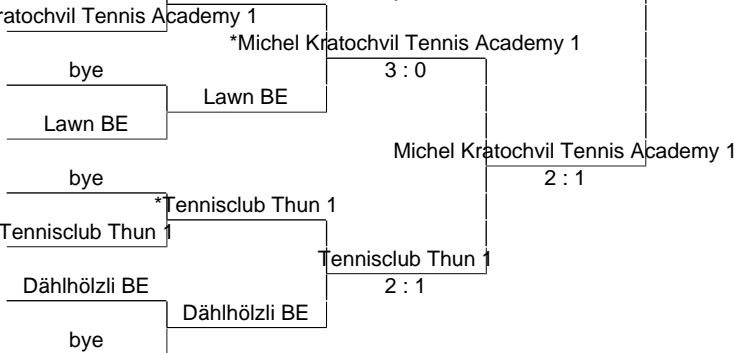 ratochvil Tennis Academy 1
*Michel Kratochvil Tennis Academy 1
bye
3 : 0
Lawn BE
Lawn BE
Michel Kratochvil Tennis Academy 1
bye
2 : 1
*Tennisclub Thun 1
Tennisclub Thun 1
Tennisclub Thun 1
Dählhölzli BE
2 : 1
Dählhölzli BE
bye